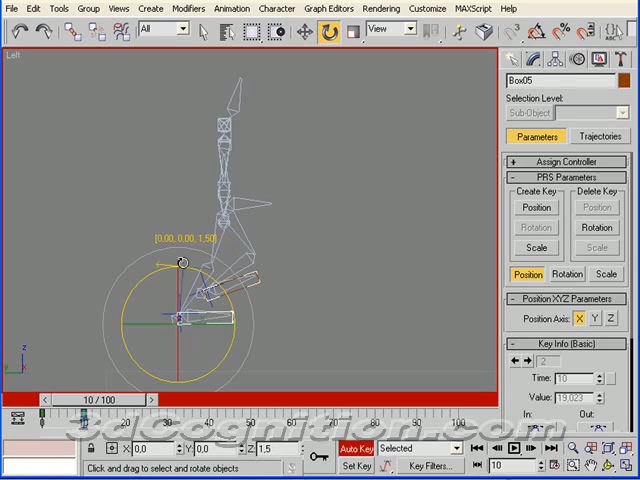 File Edit Tools Group Views Create Modifiers Animation Character Graph Editors Rendering Customize MAXScript Help
All View 3 % {} ABC
Left
Box05
Selection Level:
Sub-Object
Parameters Trajectories
+ Assign Controller
- PRS Parameters
Create Key Delete Key
Position Position
Rotation Rotation
Scale Scale
Position Rotation Scale
- Position XYZ Parameters
Position Axis: X Y Z
- Key Info (Basic)
2
Time: 10
Value: 19,023
In: Out:
[0,00, 0,00, 1,50]
z
y x
< 10 / 100 >
0 10 20 30 40 50 60 70 80 90 100
3dCognition.com
X: 0,0 Y: 0,0 Z: 1,5
Auto Key Selected
Click and drag to select and rotate objects
Set Key Key Filters... 10